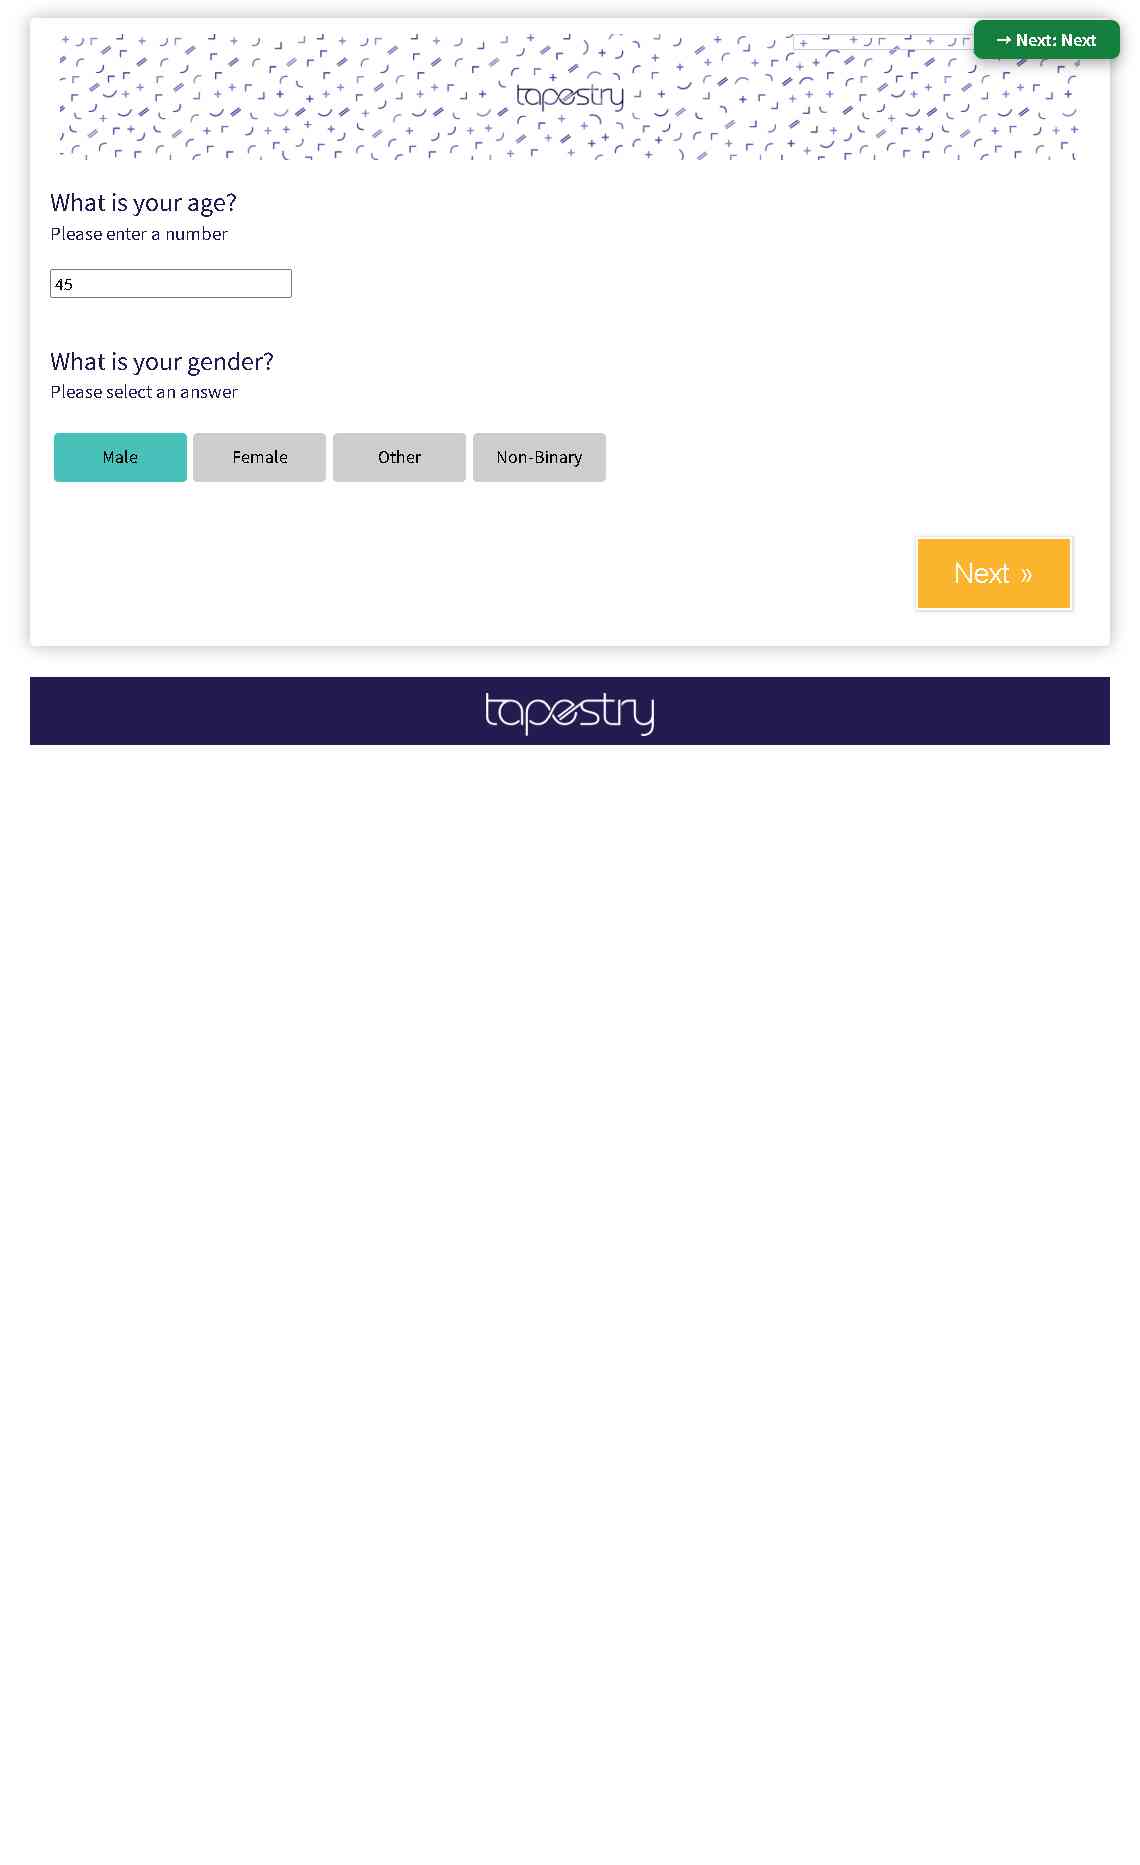 → Next: Next
tapestry
What is your age?
Please enter a number
45
What is your gender?
Please select an answer
Male Female Other Non-Binary
Next »
tapestry